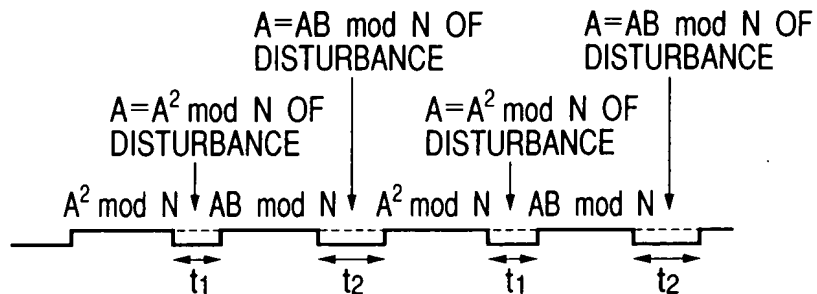 A=AB mod N OF
DISTURBANCE
A=AB mod N OF
DISTURBANCE
A=A² mod N OF
DISTURBANCE
A=A² mod N OF
DISTURBANCE
A² mod N AB mod N A² mod N AB mod N
t₁ t₂ t₁ t₂